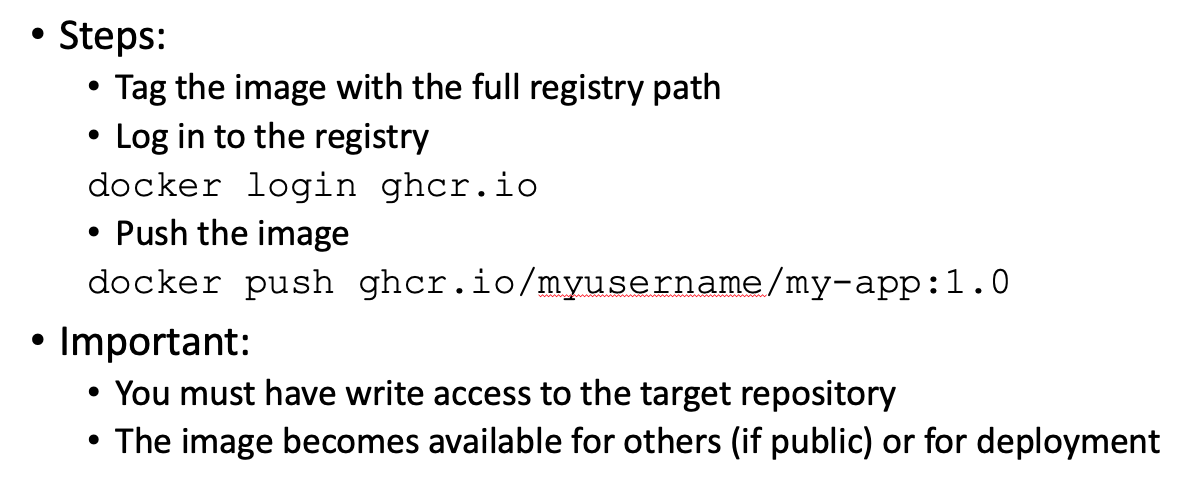 • Steps:
• Tag the image with the full registry path
• Log in to the registry
docker login ghcr.io
• Push the image
docker push ghcr.io/myusername/my-app:1.0
• Important:
• You must have write access to the target repository
• The image becomes available for others (if public) or for deployment